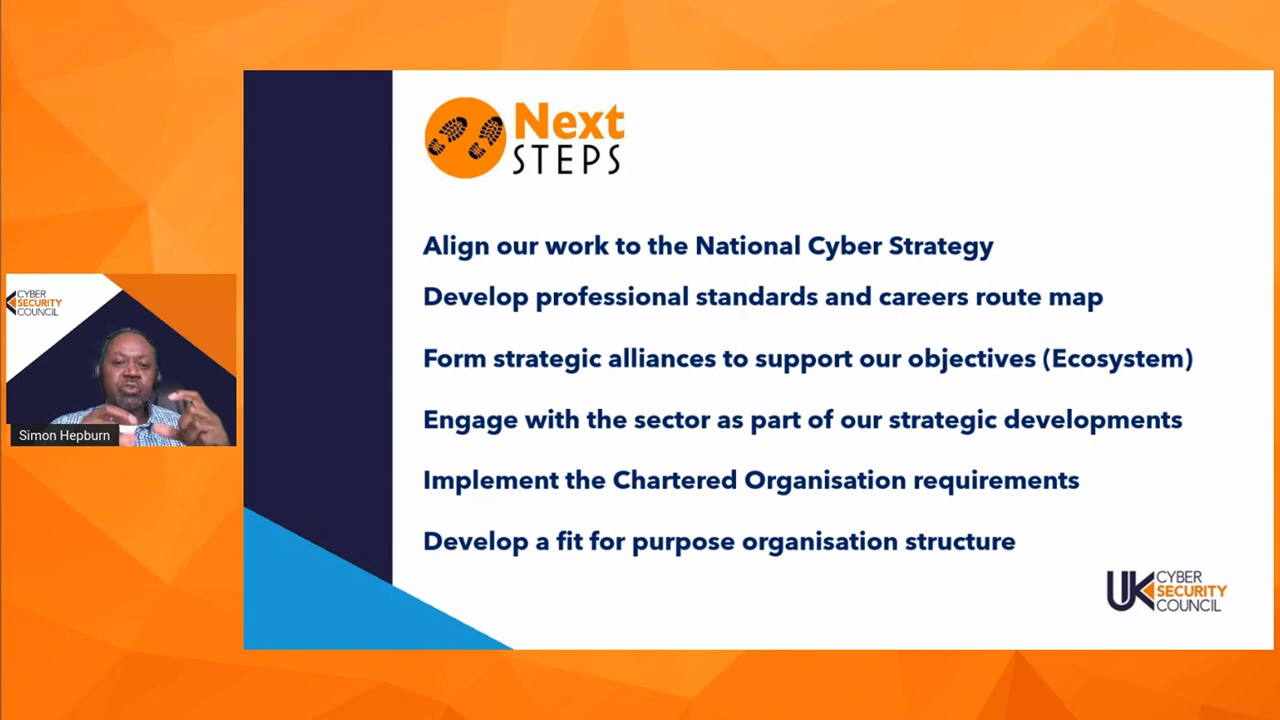 Next
STEPS
Align our work to the National Cyber Strategy
Develop professional standards and careers route map
Form strategic alliances to support our objectives (Ecosystem)
Engage with the sector as part of our strategic developments
Implement the Chartered Organisation requirements
Develop a fit for purpose organisation structure
UK CYBER
SECURITY
COUNCIL
CYBER
SECURITY
COUNCIL
Simon Hepburn